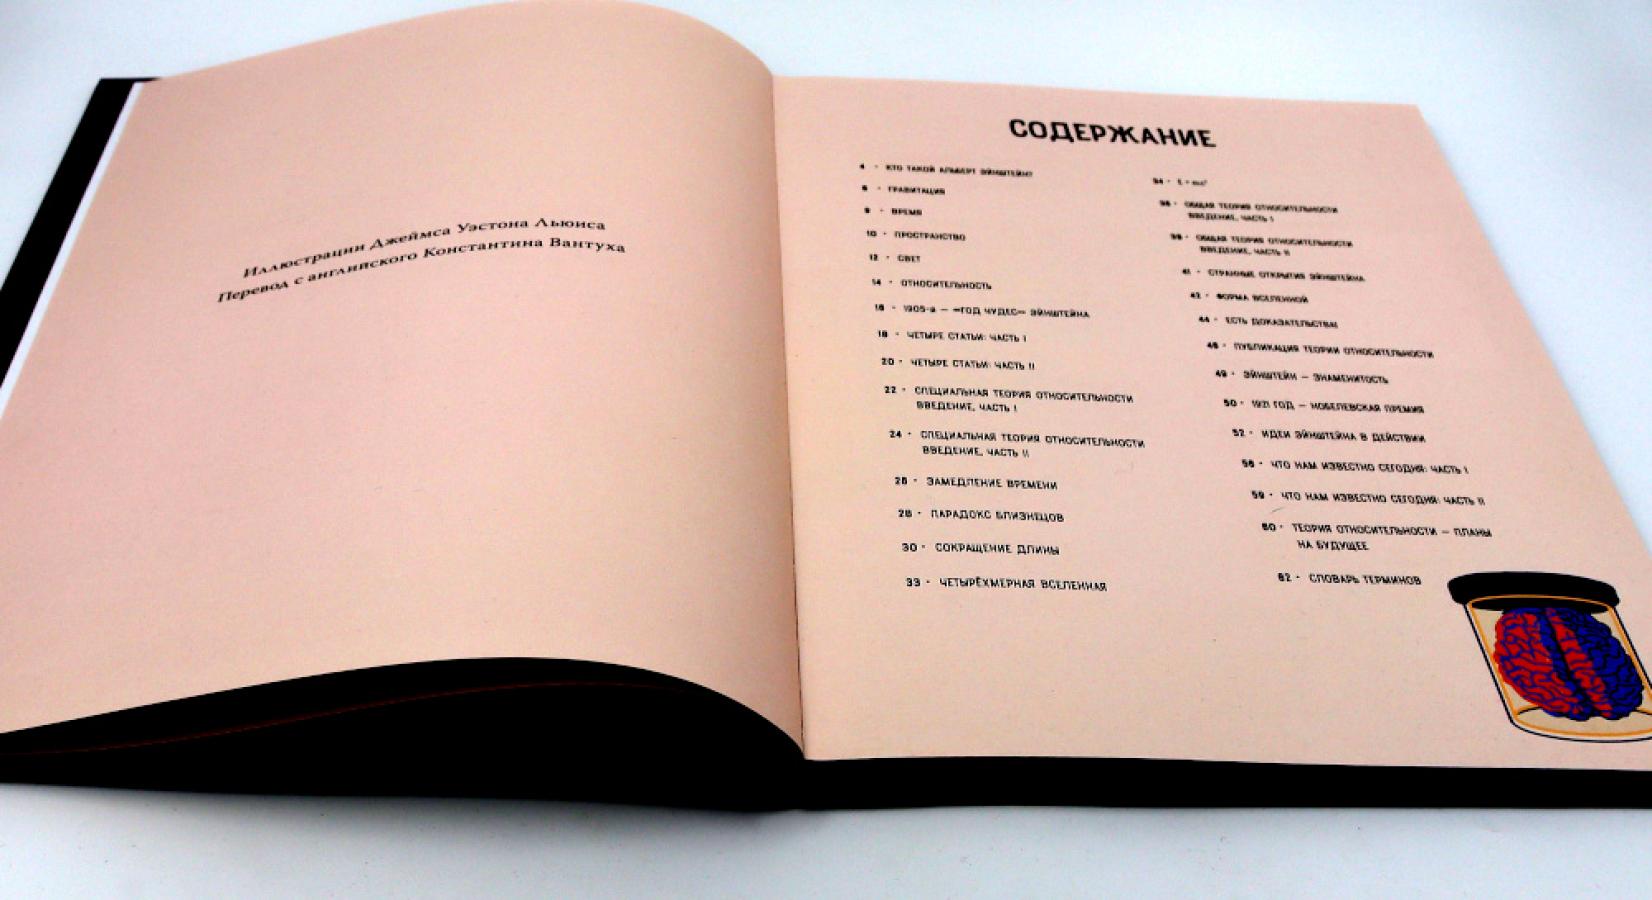 Иллюстрации Джеймса Уэстона Льюиса
Перевод с английского Константина Вантуха
СОДЕРЖАНИЕ
4 · КТО ТАКОЙ АЛЬБЕРТ ЭЙНШТЕЙН?
6 · ГРАВИТАЦИЯ
8 · ВРЕМЯ
10 · ПРОСТРАНСТВО
12 · СВЕТ
14 · ОТНОСИТЕЛЬНОСТЬ
16 · 1905-й — «ГОД ЧУДЕС» ЭЙНШТЕЙНА
18 · ЧЕТЫРЕ СТАТЬИ: ЧАСТЬ I
20 · ЧЕТЫРЕ СТАТЬИ: ЧАСТЬ II
22 · СПЕЦИАЛЬНАЯ ТЕОРИЯ ОТНОСИТЕЛЬНОСТИ
ВВЕДЕНИЕ, ЧАСТЬ I
24 · СПЕЦИАЛЬНАЯ ТЕОРИЯ ОТНОСИТЕЛЬНОСТИ
ВВЕДЕНИЕ, ЧАСТЬ II
26 · ЗАМЕДЛЕНИЕ ВРЕМЕНИ
28 · ПАРАДОКС БЛИЗНЕЦОВ
30 · СОКРАЩЕНИЕ ДЛИНЫ
33 · ЧЕТЫРЁХМЕРНАЯ ВСЕЛЕННАЯ
34 · E = mc²
36 · ОБЩАЯ ТЕОРИЯ ОТНОСИТЕЛЬНОСТИ
ВВЕДЕНИЕ, ЧАСТЬ I
38 · ОБЩАЯ ТЕОРИЯ ОТНОСИТЕЛЬНОСТИ
ВВЕДЕНИЕ, ЧАСТЬ II
41 · СТРАННЫЕ ОТКРЫТИЯ ЭЙНШТЕЙНА
42 · ФОРМА ВСЕЛЕННОЙ
44 · ЕСТЬ ДОКАЗАТЕЛЬСТВА!
46 · ПУБЛИКАЦИЯ ТЕОРИИ ОТНОСИТЕЛЬНОСТИ
49 · ЭЙНШТЕЙН — ЗНАМЕНИТОСТЬ
50 · 1921 ГОД — НОБЕЛЕВСКАЯ ПРЕМИЯ
52 · ИДЕИ ЭЙНШТЕЙНА В ДЕЙСТВИИ
56 · ЧТО НАМ ИЗВЕСТНО СЕГОДНЯ: ЧАСТЬ I
59 · ЧТО НАМ ИЗВЕСТНО СЕГОДНЯ: ЧАСТЬ II
60 · ТЕОРИЯ ОТНОСИТЕЛЬНОСТИ — ПЛАНЫ
НА БУДУЩЕЕ
62 · СЛОВАРЬ ТЕРМИНОВ